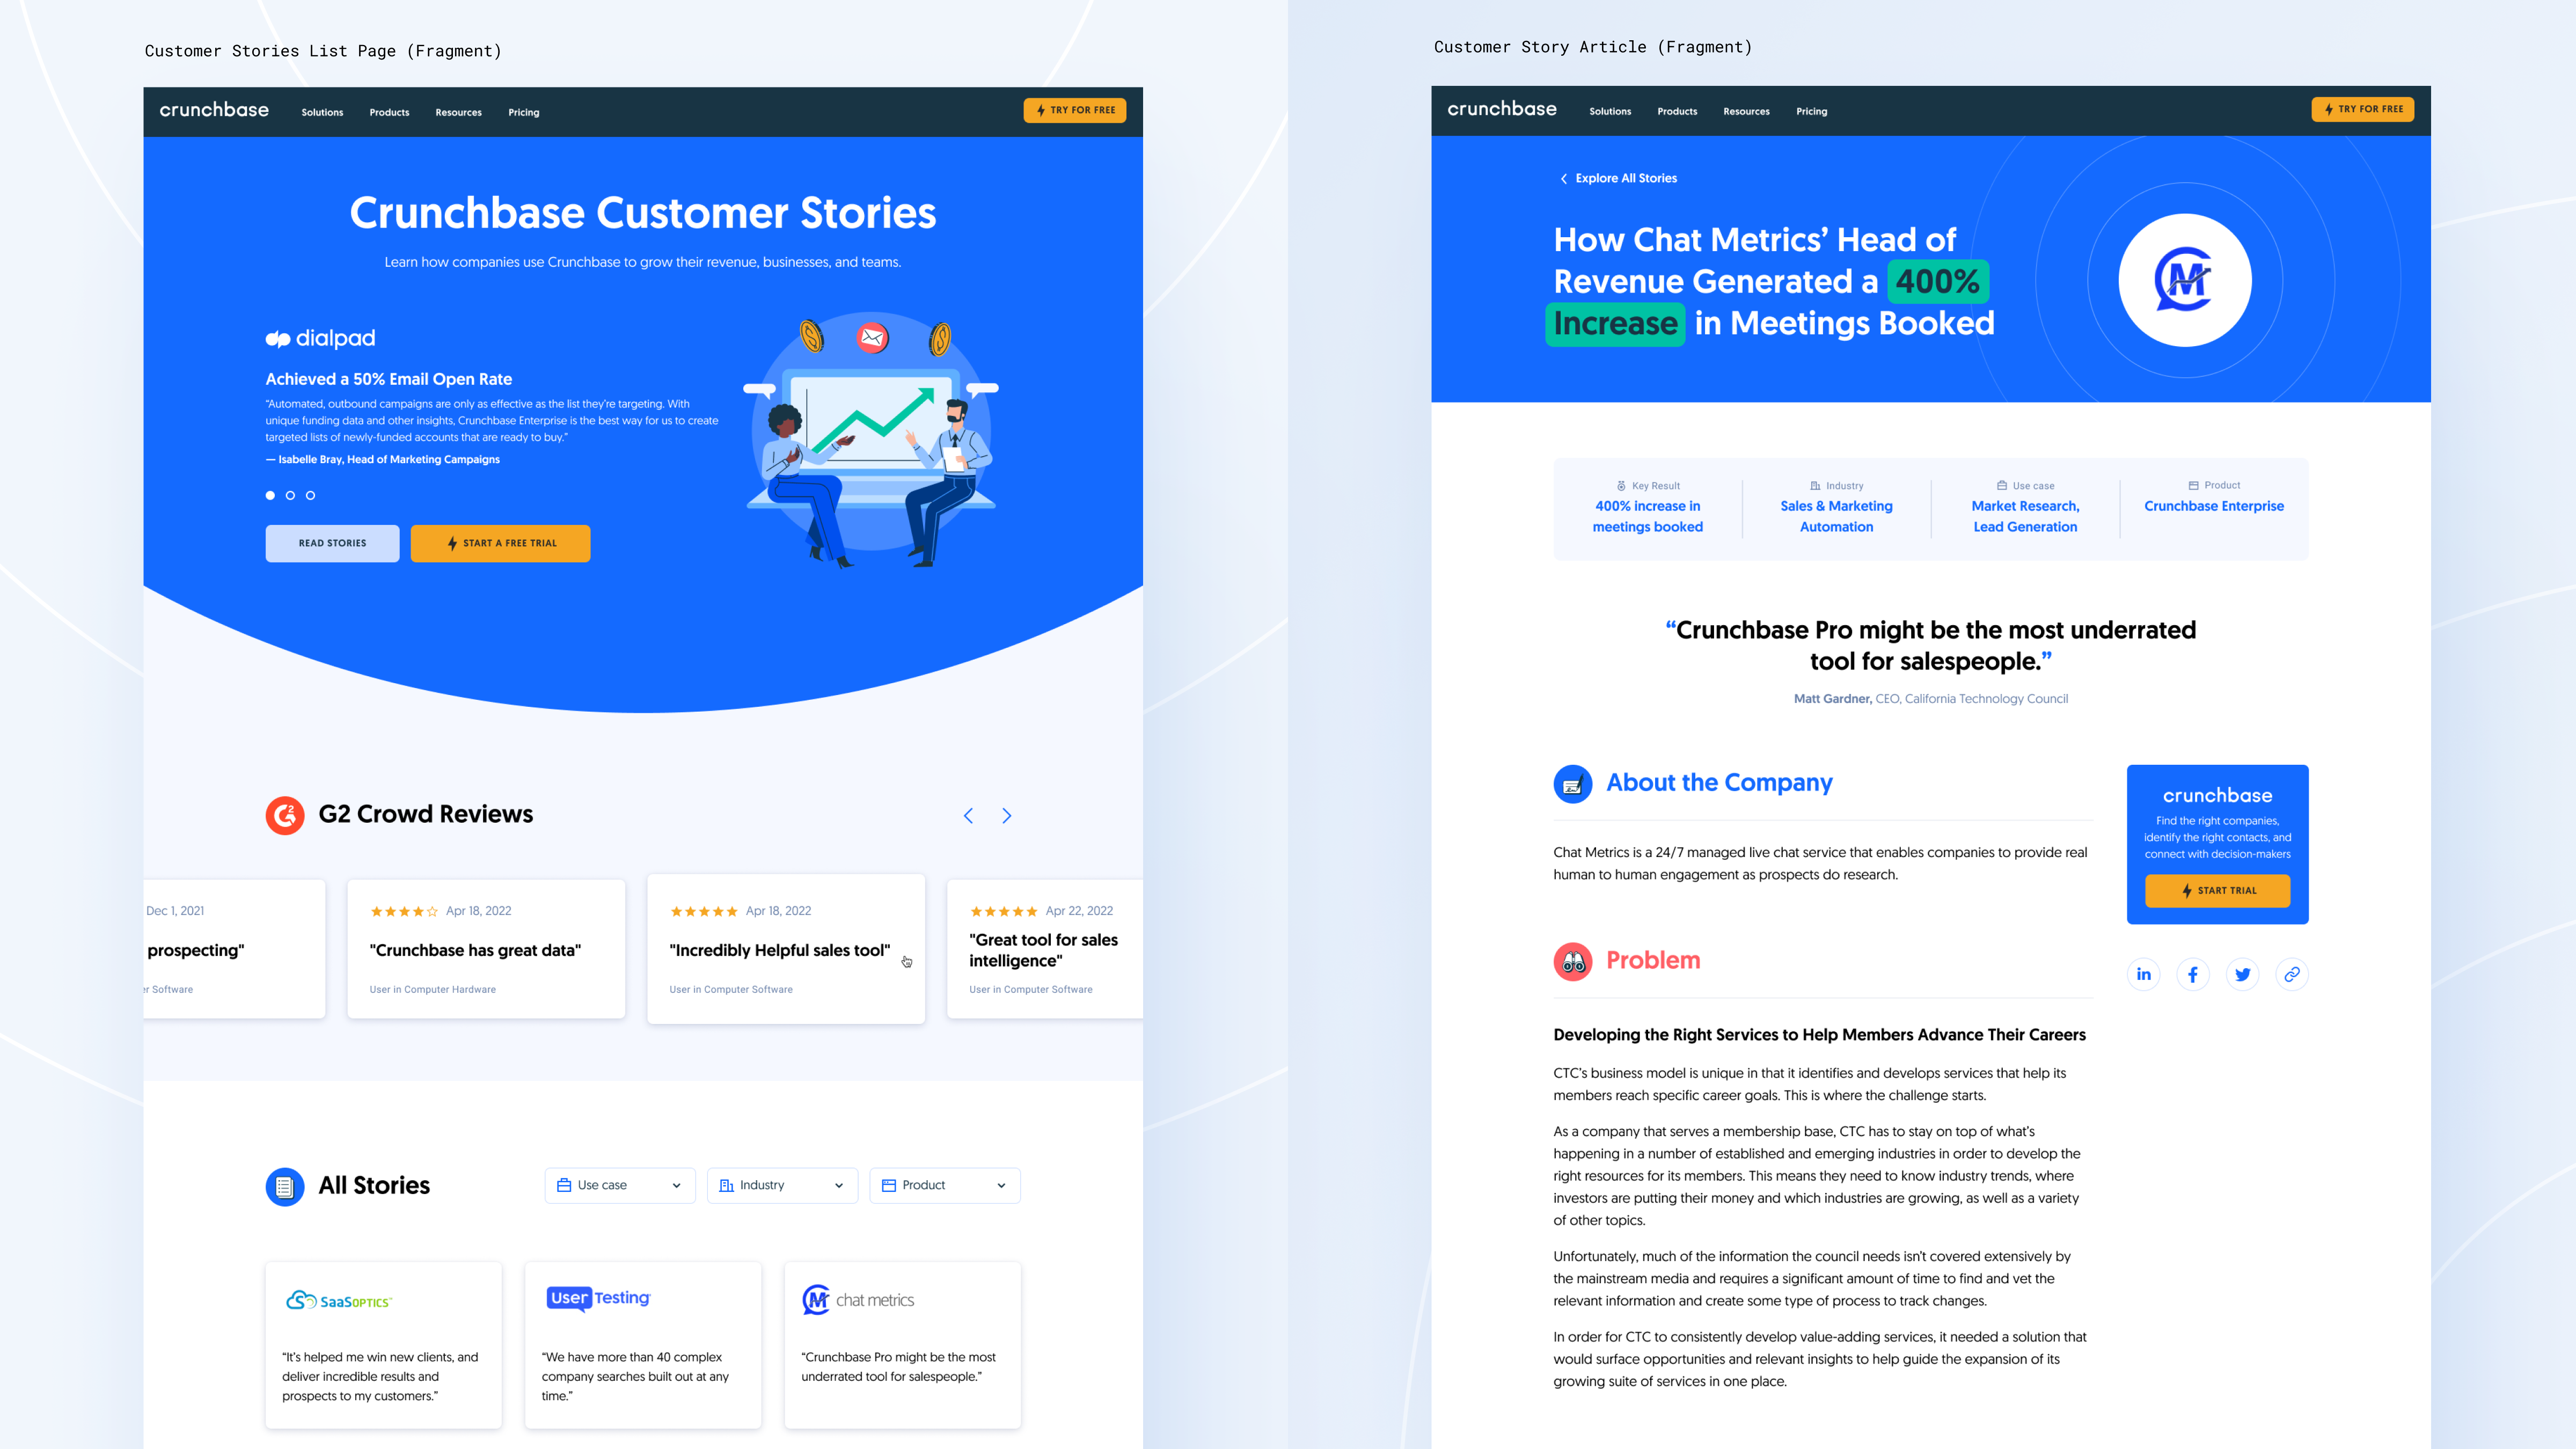 Customer Stories List Page (Fragment)
crunchbase
Solutions
Products
Resources
Pricing
TRY FOR FREE
Crunchbase Customer Stories
Learn how companies use Crunchbase to grow their revenue, businesses, and teams.
dialpad
Achieved a 50% Email Open Rate
“Automated, outbound campaigns are only as effective as the list they’re targeting. With
unique funding data and other insights, Crunchbase Enterprise is the best way for us to create
targeted lists of newly-funded accounts that are ready to buy.”
— Isabelle Bray, Head of Marketing Campaigns
READ STORIES
START A FREE TRIAL
G2 Crowd Reviews
Dec 1, 2021
prospecting"
er Software
Apr 18, 2022
"Crunchbase has great data"
User in Computer Hardware
Apr 18, 2022
"Incredibly Helpful sales tool"
User in Computer Software
Apr 22, 2022
"Great tool for sales
intelligence"
User in Computer Software
All Stories
Use case
Industry
Product
SaaSOPTICS™
“It’s helped me win new clients, and
deliver incredible results and
prospects to my customers.”
UserTesting
“We have more than 40 complex
company searches built out at any
time.”
chat metrics
“Crunchbase Pro might be the most
underrated tool for salespeople.”
Customer Story Article (Fragment)
crunchbase
Solutions
Products
Resources
Pricing
TRY FOR FREE
Explore All Stories
How Chat Metrics’ Head of
Revenue Generated a 400%
Increase in Meetings Booked
Key Result
400% increase in
meetings booked
Industry
Sales & Marketing
Automation
Use case
Market Research,
Lead Generation
Product
Crunchbase Enterprise
“Crunchbase Pro might be the most underrated
tool for salespeople.”
Matt Gardner, CEO, California Technology Council
About the Company
Chat Metrics is a 24/7 managed live chat service that enables companies to provide real
human to human engagement as prospects do research.
Problem
Developing the Right Services to Help Members Advance Their Careers
CTC’s business model is unique in that it identifies and develops services that help its
members reach specific career goals. This is where the challenge starts.
As a company that serves a membership base, CTC has to stay on top of what’s
happening in a number of established and emerging industries in order to develop the
right resources for its members. This means they need to know industry trends, where
investors are putting their money and which industries are growing, as well as a variety
of other topics.
Unfortunately, much of the information the council needs isn’t covered extensively by
the mainstream media and requires a significant amount of time to find and vet the
relevant information and create some type of process to track changes.
In order for CTC to consistently develop value-adding services, it needed a solution that
would surface opportunities and relevant insights to help guide the expansion of its
growing suite of services in one place.
crunchbase
Find the right companies,
identify the right contacts, and
connect with decision-makers
START TRIAL